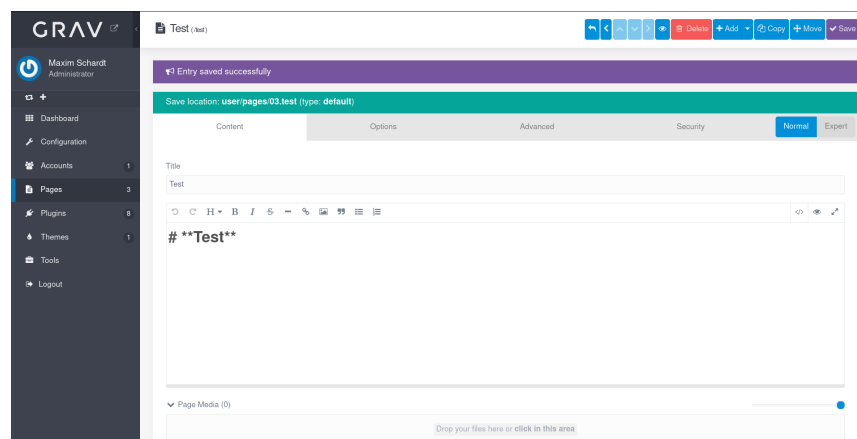 GRAV
Test (/test)
Delete
Add
Copy
Move
Save
Maxim Schardt
Administrator
Entry saved successfully
Save location: user/pages/03.test (type: default)
Dashboard
Configuration
Accounts 1
Pages 3
Plugins 8
Themes 1
Tools
Logout
Content Options Advanced Security Normal Expert
Title
Test
H B I S
# **Test**
Page Media (0)
Drop your files here or click in this area